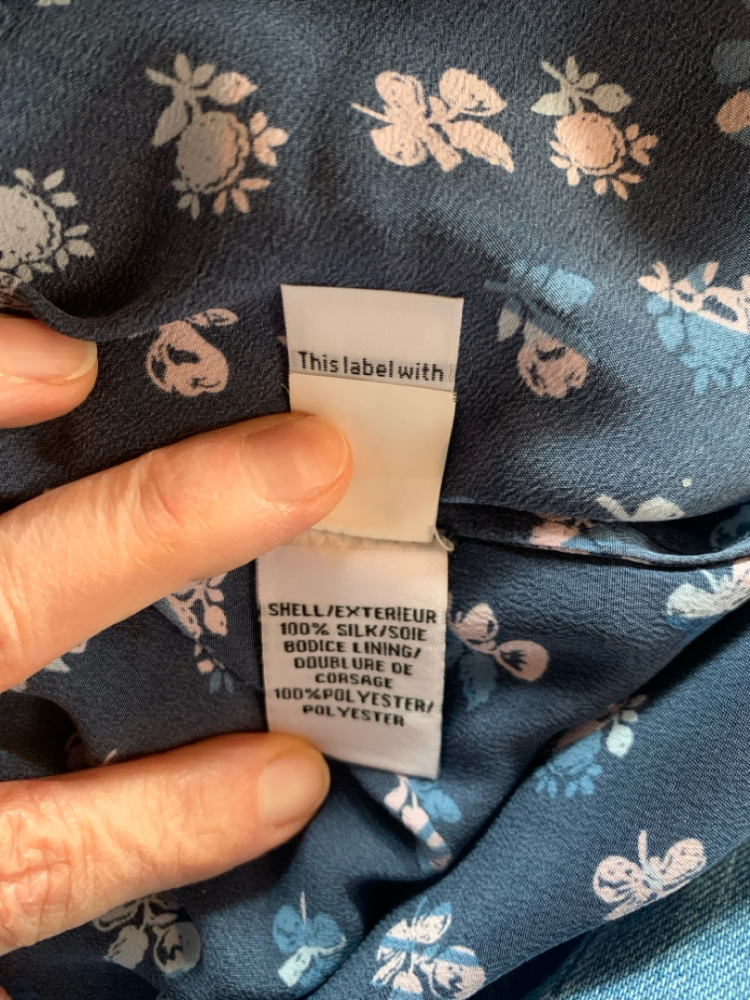 This label with
SHELL/EXTERIEUR
100% SILK/SOIE
BODICE LINING/
DOUBLURE DE
CORSAGE
100%POLYESTER/
POLYESTER